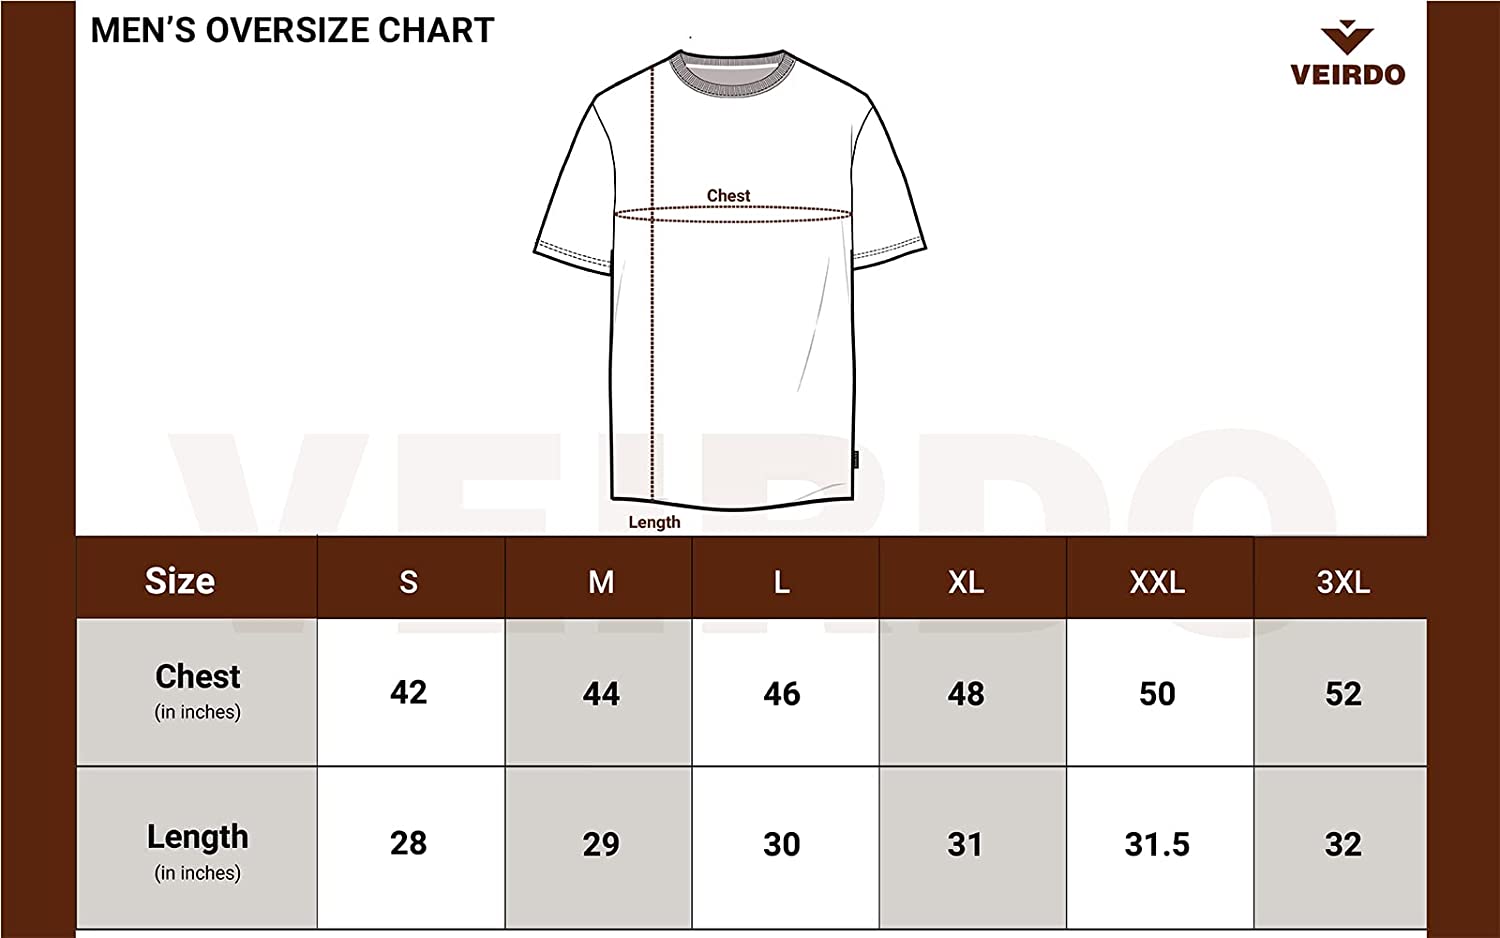 MEN'S OVERSIZE CHART
VEIRDO
Chest
Length
VEIRDO
Size S M L XL XXL 3XL
Chest
(in inches)
42 44 46 48 50 52
Length
(in inches)
28 29 30 31 31.5 32